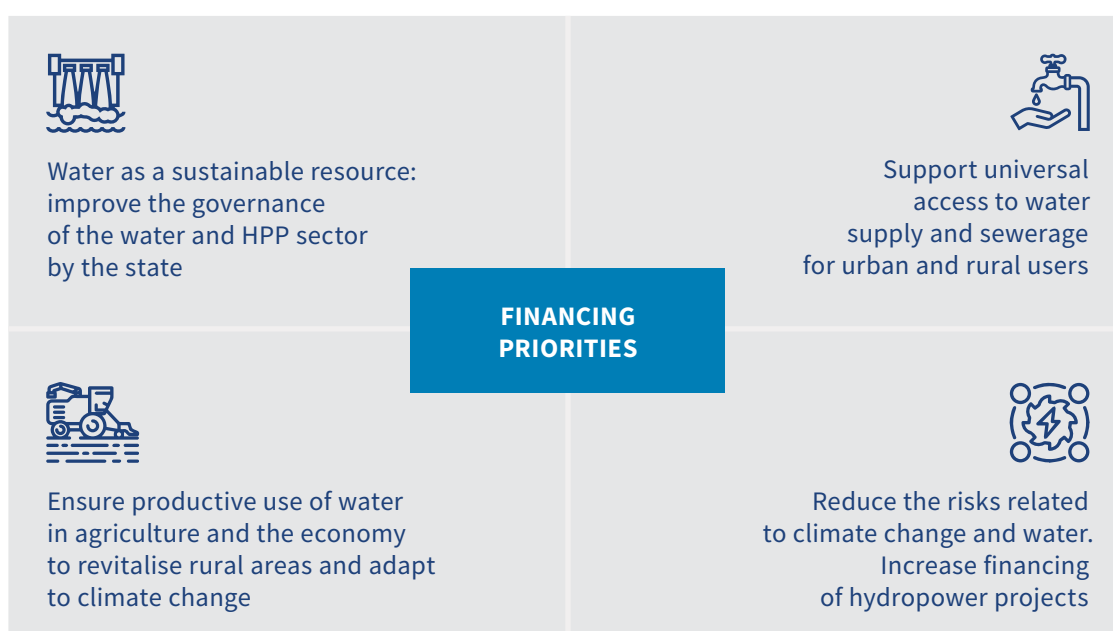 Water as a sustainable resource:
improve the governance
of the water and HPP sector
by the state
Support universal
access to water
supply and sewerage
for urban and rural users
FINANCING
PRIORITIES
Ensure productive use of water
in agriculture and the economy
to revitalise rural areas and adapt
to climate change
Reduce the risks related
to climate change and water.
Increase financing
of hydropower projects